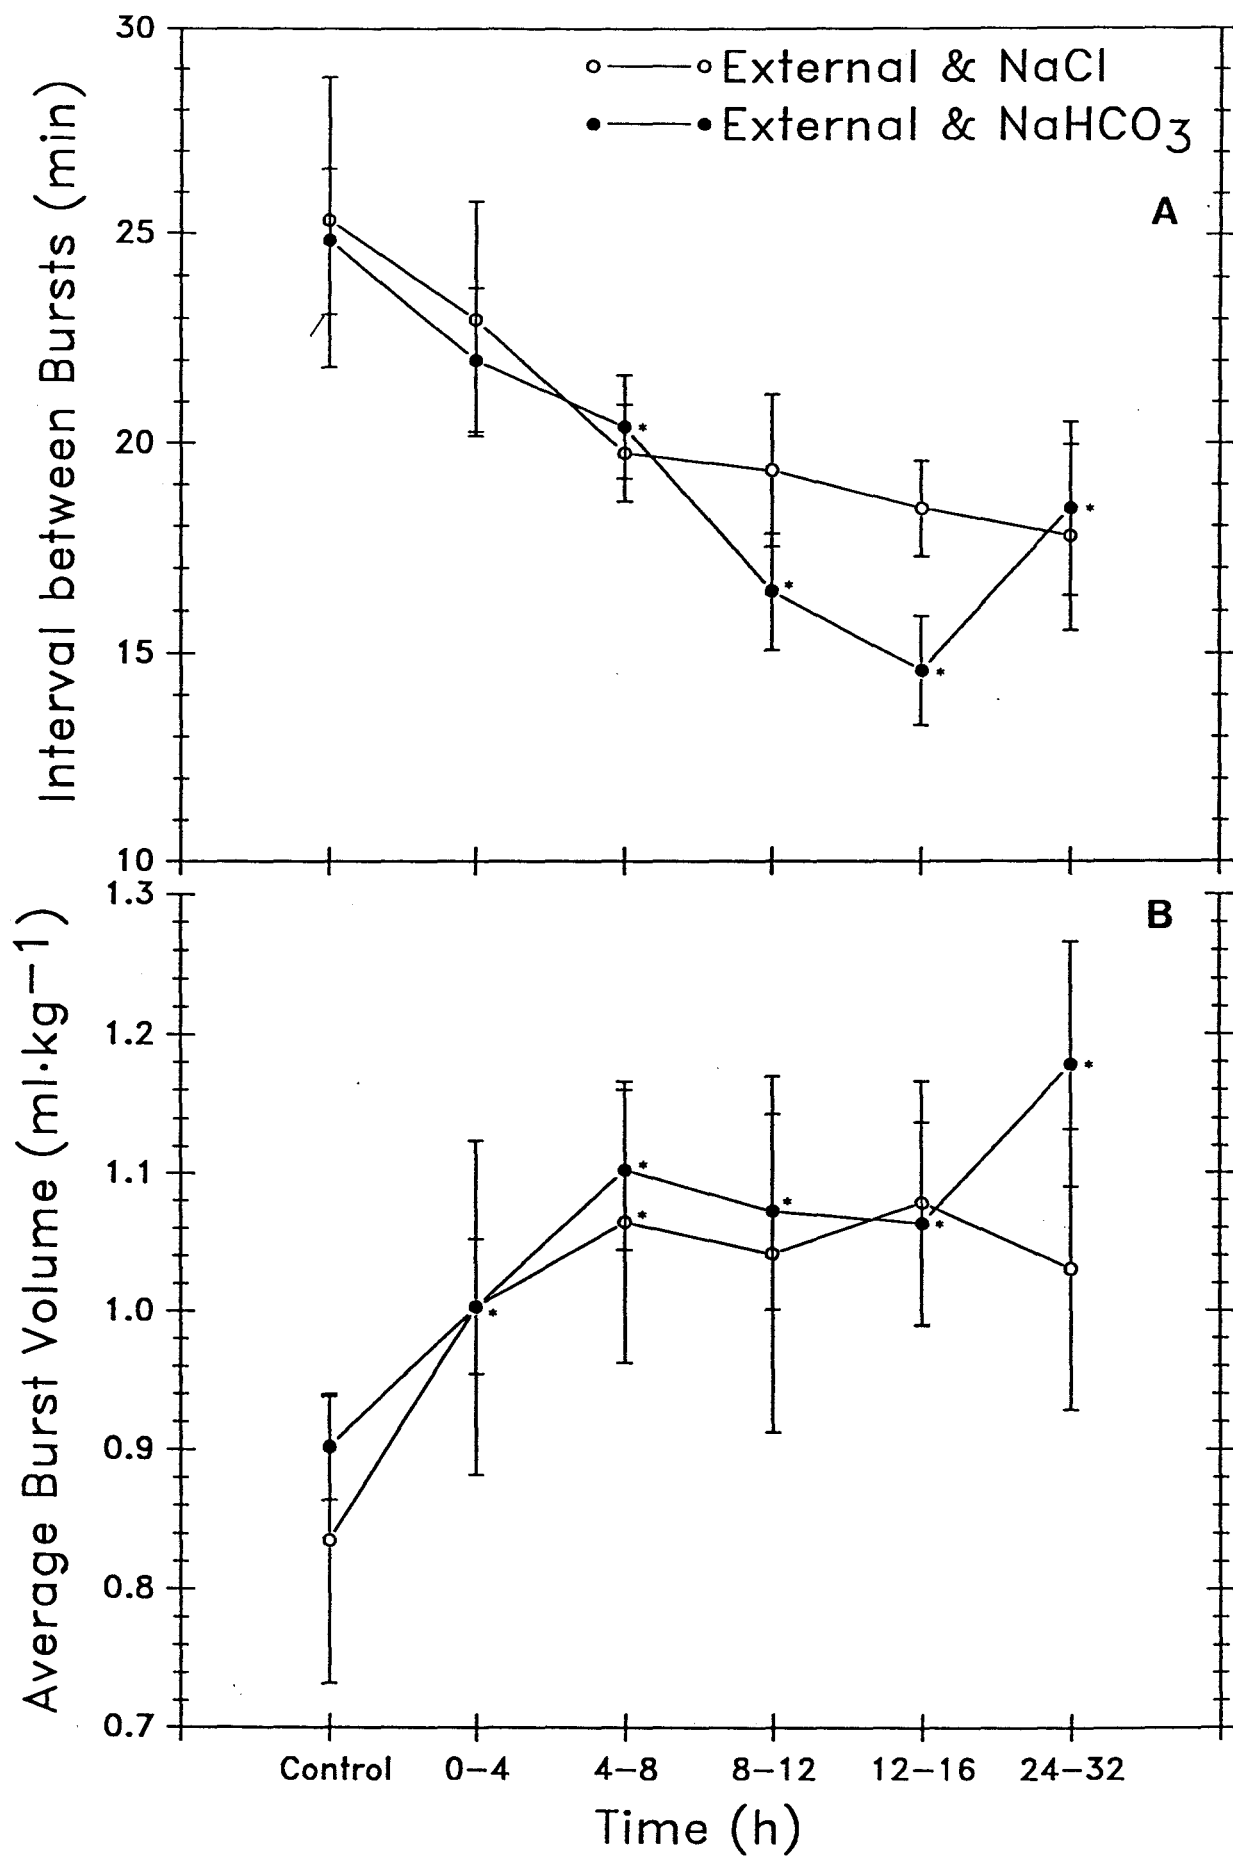 Interval between Bursts (min)
30
25
20
15
10
External & NaCl
External & NaHCO3
A
*
*
*
*
Average Burst Volume (ml·kg−1)
1.3
1.2
1.1
1.0
0.9
0.8
0.7
B
*
*
*
*
*
*
Control 0−4 4−8 8−12 12−16 24−32
Time (h)